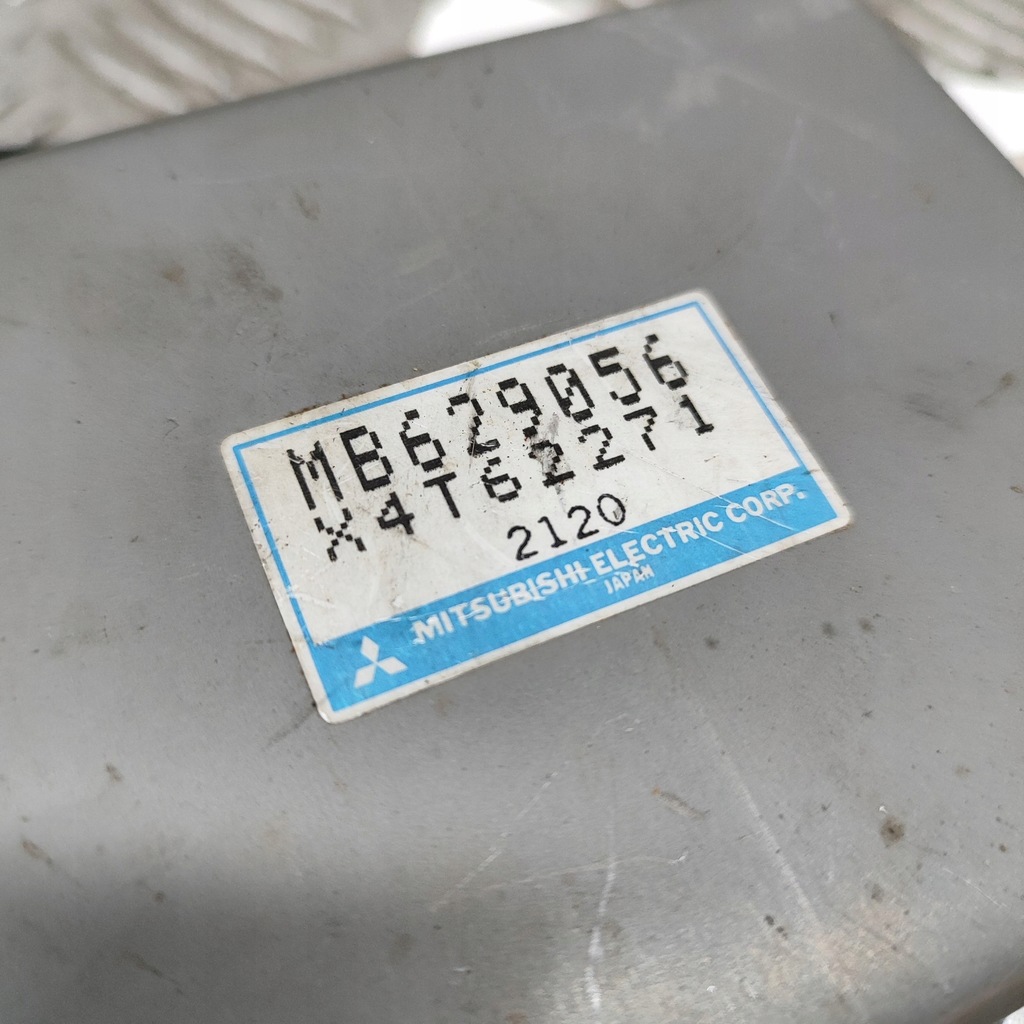 MB629056
X4T62271
2120
MITSUBISHI ELECTRIC CORP.
JAPAN